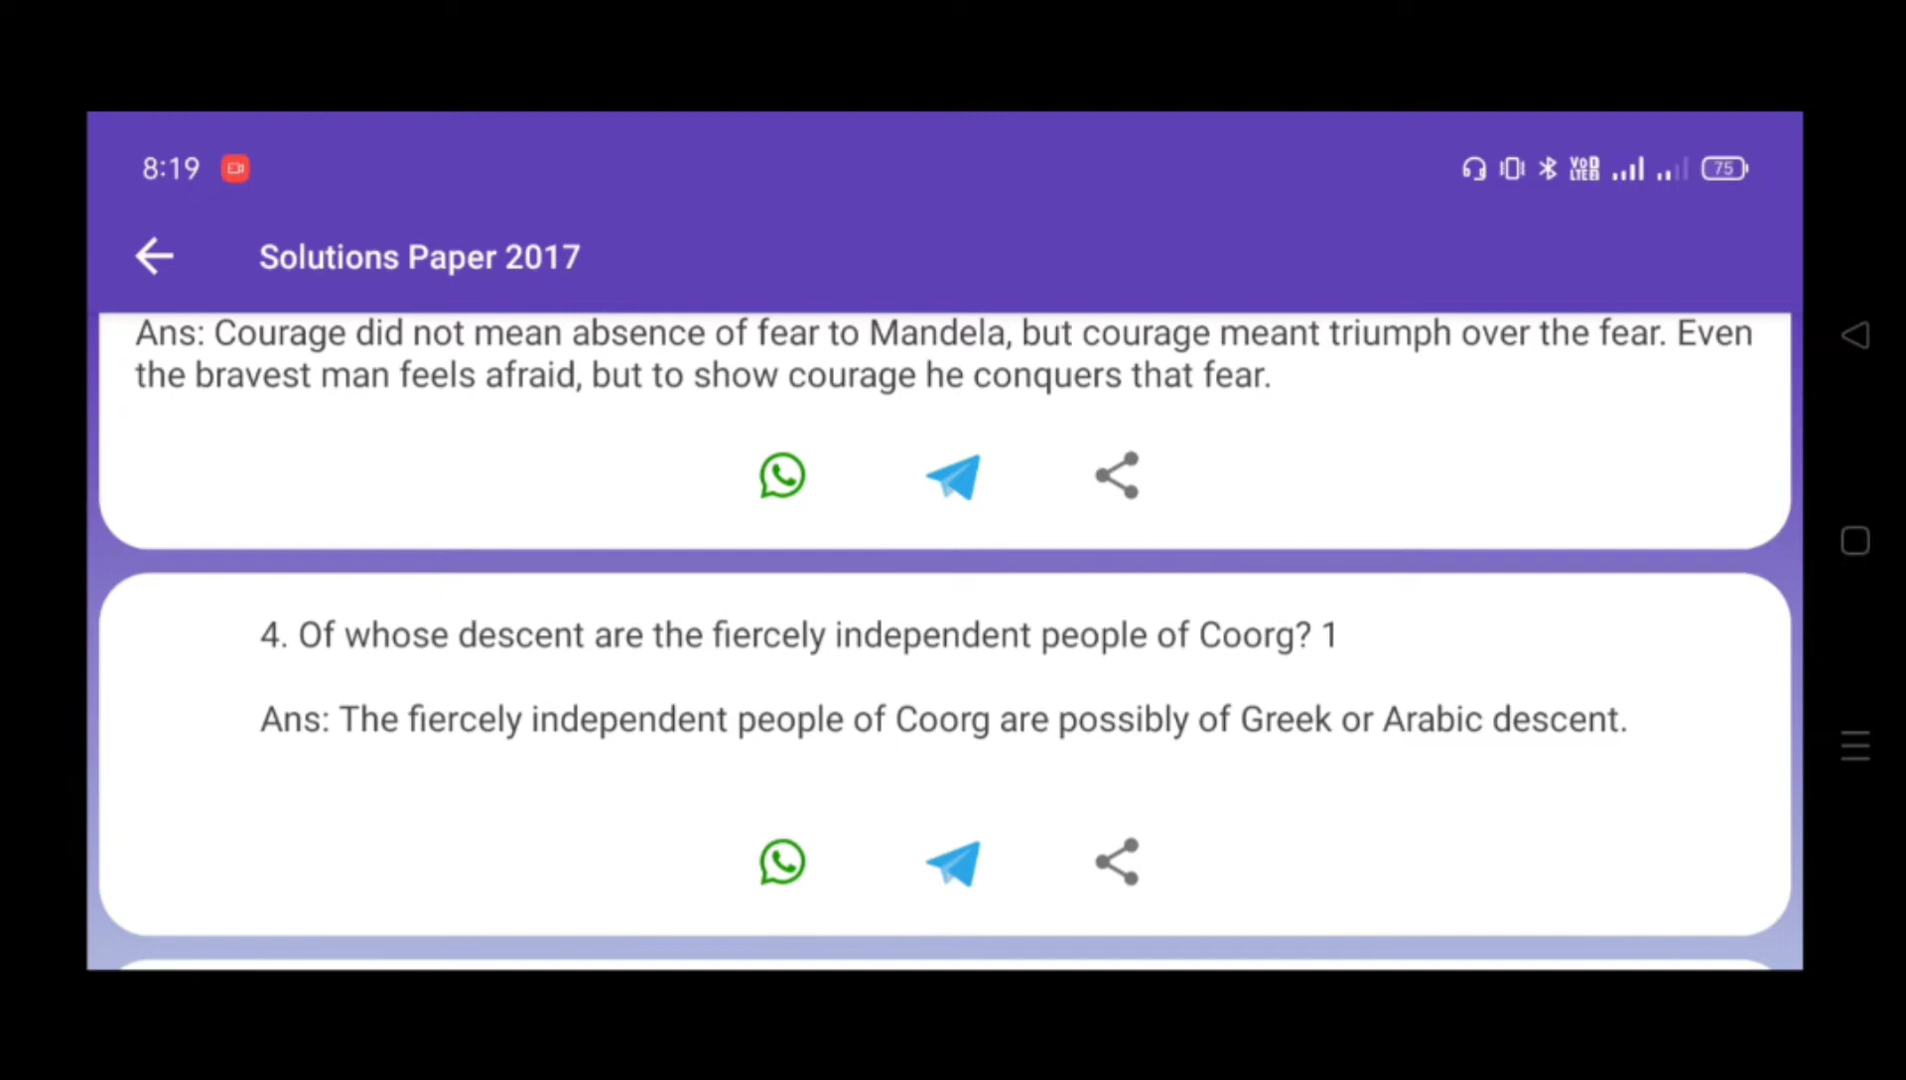 8:19
VoD
LTE 75
Solutions Paper 2017
Ans: Courage did not mean absence of fear to Mandela, but courage meant triumph over the fear. Even
the bravest man feels afraid, but to show courage he conquers that fear.
4. Of whose descent are the fiercely independent people of Coorg? 1
Ans: The fiercely independent people of Coorg are possibly of Greek or Arabic descent.